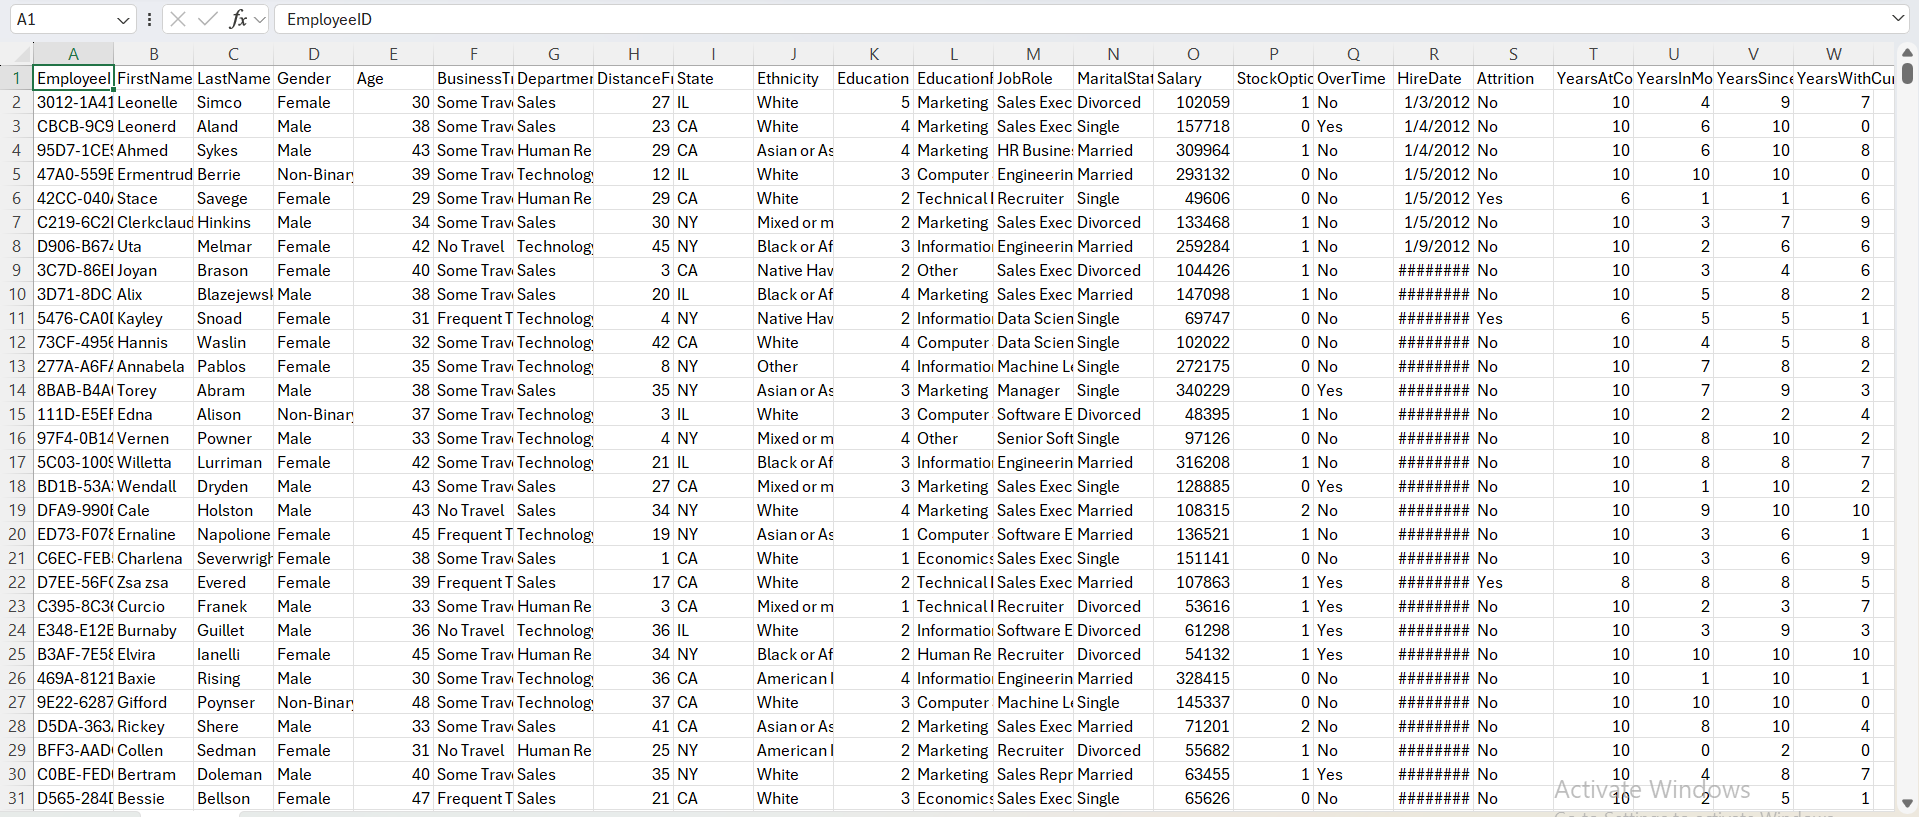 A1 fx EmployeeID
A B C D E F G H I J K L M N O P Q R S T U V W
1 EmployeeI FirstName LastName Gender Age BusinessTr Departmer DistanceFr State Ethnicity Education EducationF JobRole MaritalStat Salary StockOptic OverTime HireDate Attrition YearsAtCo YearsInMo YearsSince YearsWithCur
2 3012-1A41 Leonelle Simco Female 30 Some Trav Sales 27 IL White 5 Marketing Sales Exec Divorced 102059 1 No 1/3/2012 No 10 4 9 7
3 CBCB-9C9 Leonerd Aland Male 38 Some Trav Sales 23 CA White 4 Marketing Sales Exec Single 157718 0 Yes 1/4/2012 No 10 6 10 0
4 95D7-1CE9 Ahmed Sykes Male 43 Some Trav Human Re 29 CA Asian or As 4 Marketing HR Busines Married 309964 1 No 1/4/2012 No 10 6 10 8
5 47A0-559E Ermentrud Berrie Non-Binary 39 Some Trav Technology 12 IL White 3 Computer Engineerin Married 293132 0 No 1/5/2012 No 10 10 10 0
6 42CC-040A Stace Savege Female 29 Some Trav Human Re 29 CA White 2 Technical Recruiter Single 49606 0 No 1/5/2012 Yes 6 1 1 6
7 C219-6C2 Clerkclaud Hinkins Male 34 Some Trav Sales 30 NY Mixed or m 2 Marketing Sales Exec Divorced 133468 1 No 1/5/2012 No 10 3 7 9
8 D906-B674 Uta Melmar Female 42 No Travel Technology 45 NY Black or Af 3 Informatio Engineerin Married 259284 1 No 1/9/2012 No 10 2 6 6
9 3C7D-86E Joyan Brason Female 40 Some Trav Sales 3 CA Native Haw 2 Other Sales Exec Divorced 104426 1 No ######## No 10 3 4 6
10 3D71-8DC Alix Blazejewsk Male 38 Some Trav Sales 20 IL Black or Af 4 Marketing Sales Exec Married 147098 1 No ######## No 10 5 8 2
11 5476-CA0 Kayley Snoad Female 31 Frequent T Technology 4 NY Native Haw 2 Informatio Data Scien Single 69747 0 No ######## Yes 6 5 5 1
12 73CF-4956 Hannis Waslin Female 32 Some Trav Technology 42 CA White 4 Computer Data Scien Single 102022 0 No ######## No 10 4 5 8
13 277A-A6FA Annabela Pablos Female 35 Some Trav Technology 8 NY Other 4 Informatio Machine Le Single 272175 0 No ######## No 10 7 8 2
14 8BAB-B4A Torey Abram Male 38 Some Trav Sales 35 NY Asian or As 3 Marketing Manager Single 340229 0 Yes ######## No 10 7 9 3
15 111D-E5E Edna Alison Non-Binary 37 Some Trav Technology 3 IL White 3 Computer Software E Divorced 48395 1 No ######## No 10 2 2 4
16 97F4-0B14 Vernen Powner Male 33 Some Trav Technology 4 NY Mixed or m 4 Other Senior Soft Single 97126 0 No ######## No 10 8 10 2
17 5C03-1009 Willetta Lurriman Female 42 Some Trav Technology 21 IL Black or Af 3 Informatio Engineerin Married 316208 1 No ######## No 10 8 8 7
18 BD1B-53A Wendall Dryden Male 43 Some Trav Sales 27 CA Mixed or m 3 Marketing Sales Exec Single 128885 0 Yes ######## No 10 1 10 2
19 DFA9-990E Cale Holston Male 43 No Travel Sales 34 NY White 4 Marketing Sales Exec Married 108315 2 No ######## No 10 9 10 10
20 ED73-F078 Ernaline Napolione Female 45 Frequent T Technology 19 NY Asian or As 1 Computer Software E Married 136521 1 No ######## No 10 3 6 1
21 C6EC-FEB Charlena Severwrigh Female 38 Some Trav Sales 1 CA White 1 Economics Sales Exec Single 151141 0 No ######## No 10 3 6 9
22 D7EE-56F Zsa zsa Evered Female 39 Frequent T Sales 17 CA White 2 Technical Sales Exec Married 107863 1 Yes ######## Yes 8 8 8 5
23 C395-8C3 Curcio Franek Male 33 Some Trav Human Re 3 CA Mixed or m 1 Technical Recruiter Divorced 53616 1 Yes ######## No 10 2 3 7
24 E348-E12B Burnaby Guillet Male 36 No Travel Technology 36 IL White 2 Informatio Software E Divorced 61298 1 Yes ######## No 10 3 9 3
25 B3AF-7E58 Elvira Ianelli Female 45 Some Trav Human Re 34 NY Black or Af 2 Human Re Recruiter Divorced 54132 1 Yes ######## No 10 10 10 10
26 469A-8121 Baxie Rising Male 30 Some Trav Technology 36 CA American I 4 Informatio Engineerin Married 328415 0 No ######## No 10 1 10 1
27 9E22-6287 Gifford Poynser Non-Binary 48 Some Trav Technology 37 CA White 3 Computer Machine Le Single 145337 0 No ######## No 10 10 10 0
28 D5DA-363 Rickey Shere Male 33 Some Trav Sales 41 CA Asian or As 2 Marketing Sales Exec Married 71201 2 No ######## No 10 8 10 4
29 BFF3-AAD Collen Sedman Female 31 No Travel Human Re 25 NY American I 2 Marketing Recruiter Divorced 55682 1 No ######## No 10 0 2 0
30 C0BE-FED Bertram Doleman Male 40 Some Trav Sales 35 NY White 2 Marketing Sales Repr Married 63455 1 Yes ######## No 10 4 8 7
31 D565-284 Bessie Bellson Female 47 Frequent T Sales 21 CA White 3 Economics Sales Exec Single 65626 0 No ######## No 10 2 5 1
Activate Windows